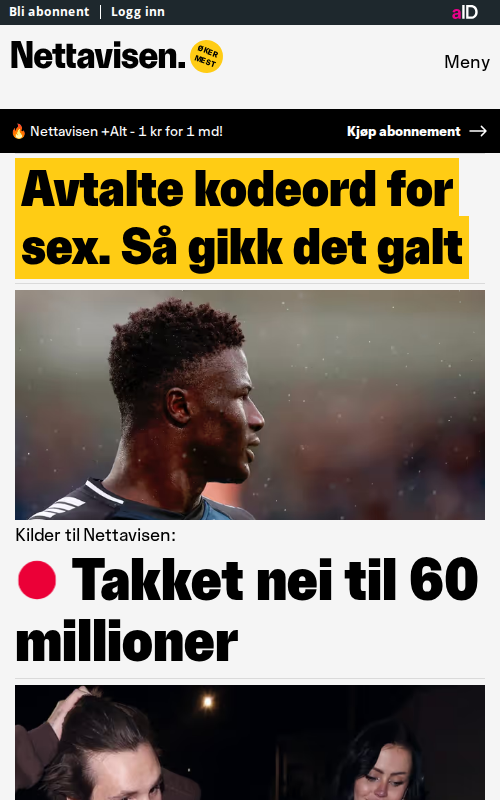 Bli abonnent
Logg inn
aID
Nettavisen.
ØKER
MEST
Meny
🔥 Nettavisen +Alt - 1 kr for 1 md!
Kjøp abonnement →
Avtalte kodeord for
sex. Så gikk det galt
Kilder til Nettavisen:
Takket nei til 60
millioner